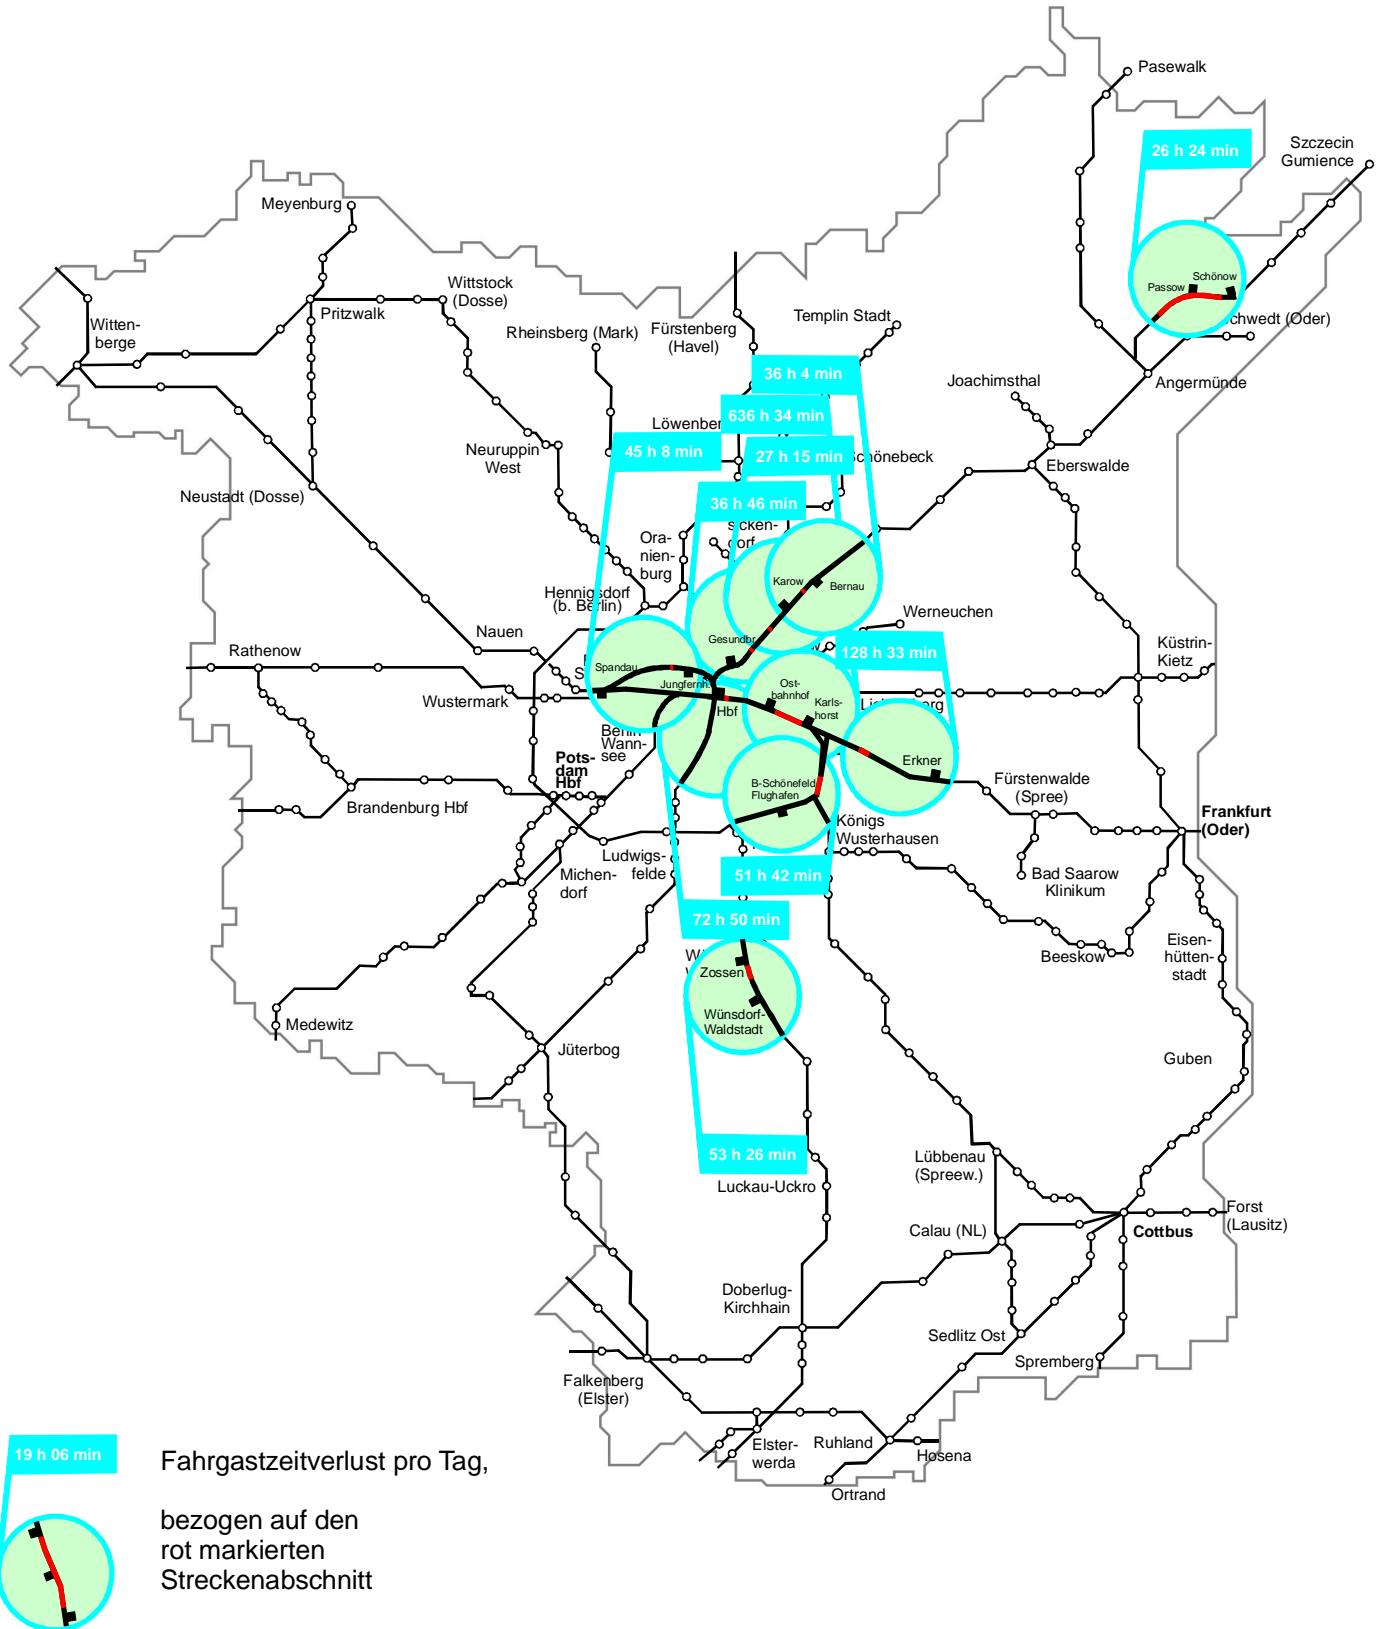 Pasewalk
26 h 24 min
Szczecin
Gumience
Meyenburg
Wittstock
(Dosse)
Pritzwalk
Witten-
berge
Rheinsberg (Mark)
Fürstenberg
(Havel)
Templin Stadt
Schönow
Passow
chwedt (Oder)
Angermünde
Joachimsthal
36 h 4 min
636 h 34 min
Löwenber
45 h 8 min
27 h 15 min
chönebeck
Eberswalde
Neuruppin
West
Neustadt (Dosse)
36 h 46 min
sicken-
dorf
Ora-
nien-
burg
Hennigsdorf
(b. Berlin)
Karow
Bernau
Werneuchen
Nauen
Gesundbr.
128 h 33 min
Küstrin-
Kietz
Rathenow
Spandau
Jungfernh.
Ost-
bahnhof
Karls-
horst
Wustermark
Hbf
Berlin
Wann-
see
Erkner
Pots-
dam
Hbf
B-Schönefeld
Flughafen
Fürstenwalde
(Spree)
Brandenburg Hbf
Königs
Wusterhausen
Frankfurt
(Oder)
Ludwigs-
felde
Michen-
dorf
51 h 42 min
Bad Saarow
Klinikum
72 h 50 min
Beeskow
Eisen-
hütten-
stadt
Zossen
Wünsdorf-
Waldstadt
Medewitz
Jüterbog
Guben
53 h 26 min
Luckau-Uckro
Lübbenau
(Spreew.)
Calau (NL)
Cottbus
Forst
(Lausitz)
Doberlug-
Kirchhain
Sedlitz Ost
Spremberg
Falkenberg
(Elster)
Elster-
werda
Ruhland
Hosena
Ortrand
19 h 06 min
Fahrgastzeitverlust pro Tag,
bezogen auf den
rot markierten
Streckenabschnitt